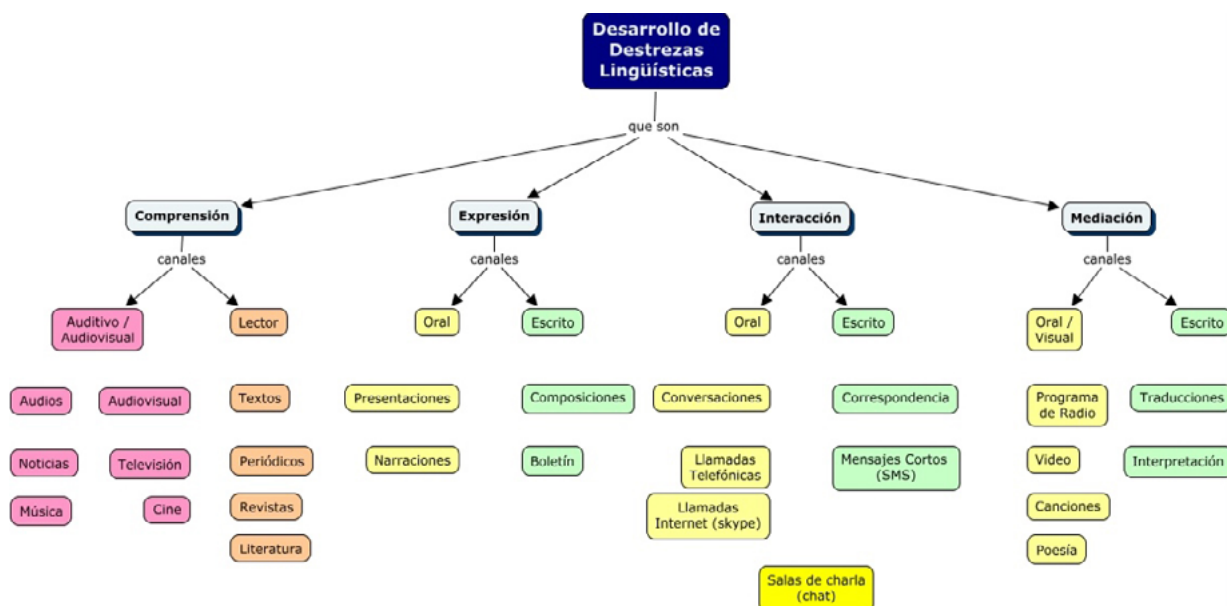 Desarrollo de
Destrezas
Lingüísticas
que son
Comprensión
Expresión
Interacción
Mediación
canales
canales
canales
canales
Auditivo /
Audiovisual
Lector
Oral
Escrito
Oral
Escrito
Oral /
Visual
Escrito
Audios
Audiovisual
Textos
Presentaciones
Composiciones
Conversaciones
Correspondencia
Programa
de Radio
Traducciones
Noticias
Televisión
Periódicos
Narraciones
Boletín
Llamadas
Telefónicas
Mensajes Cortos
(SMS)
Video
Interpretación
Música
Cine
Revistas
Llamadas
Internet (skype)
Canciones
Literatura
Poesía
Salas de charla
(chat)